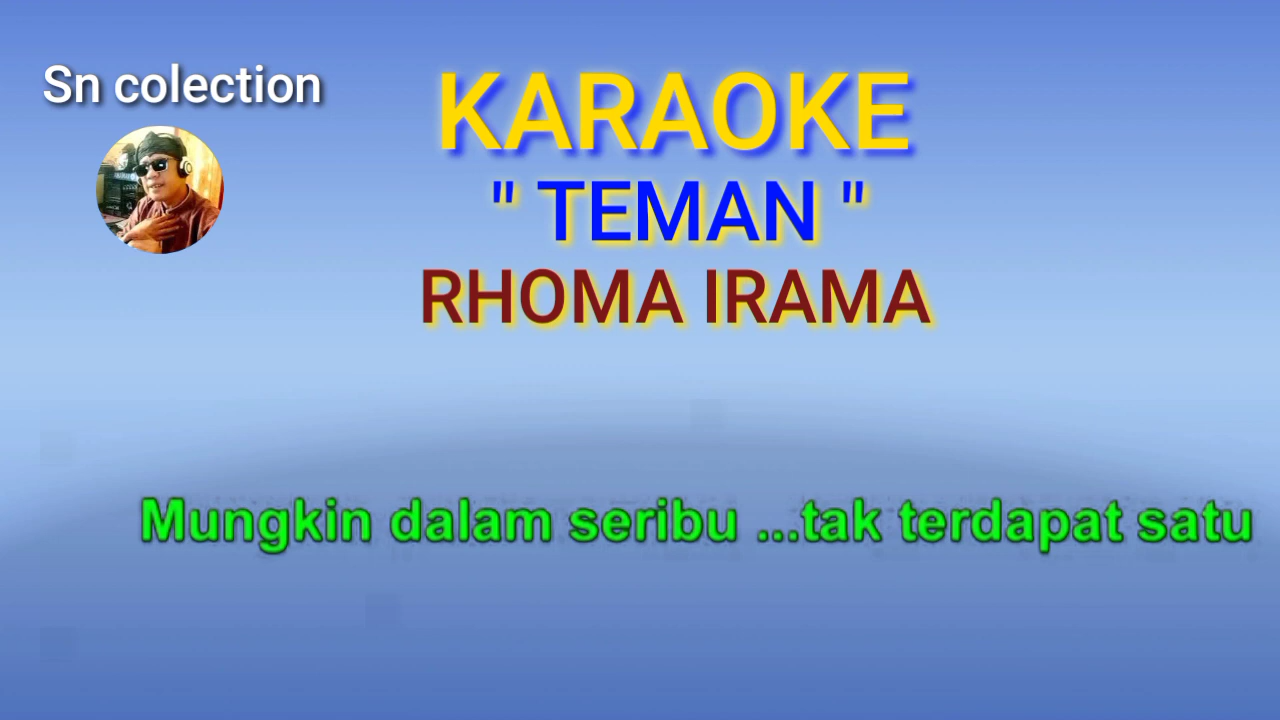 Sn colection
KARAOKE
" TEMAN "
RHOMA IRAMA
Mungkin dalam seribu ...tak terdapat satu